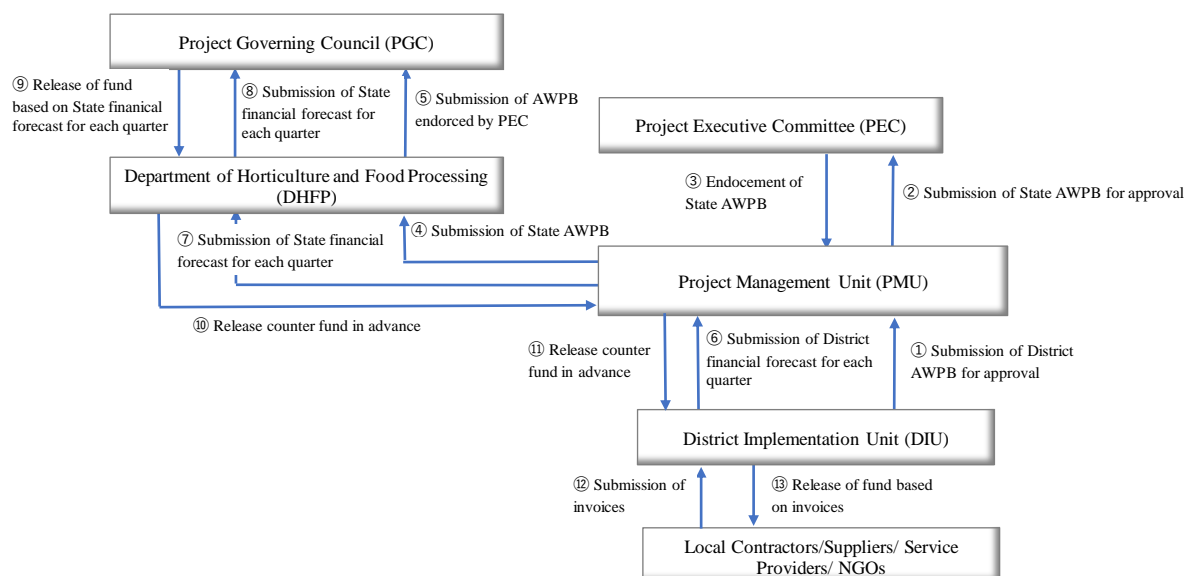 Project Governing Council (PGC)
⑨ Release of fund
based on State finanical
forecast for each quarter
⑧ Submission of State
financial forecast for
each quarter
⑤ Submission of AWPB
endorced by PEC
Project Executive Committee (PEC)
Department of Horticulture and Food Processing
(DHFP)
③ Endocement of
State AWPB
② Submission of State AWPB for approval
④ Submission of State AWPB
⑦ Submission of State financial
forecast for each quarter
Project Management Unit (PMU)
⑩ Release counter fund in advance
⑪ Release counter
fund in advance
⑥ Submission of District
financial forecast for each
quarter
① Submission of District
AWPB for approval
District Implementation Unit (DIU)
⑫ Submission of
invoices
⑬ Release of fund based
on invoices
Local Contractors/Suppliers/ Service
Providers/ NGOs